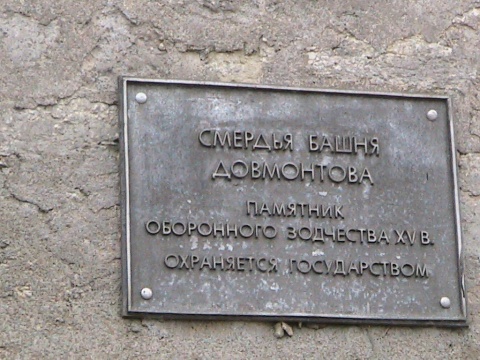 СМЕРДЬЯ БАШНЯ
ДОВМОНТОВА
ПАМЯТНИК
ОБОРОННОГО ЗОДЧЕСТВА XV В.
ОХРАНЯЕТСЯ ГОСУДАРСТВОМ